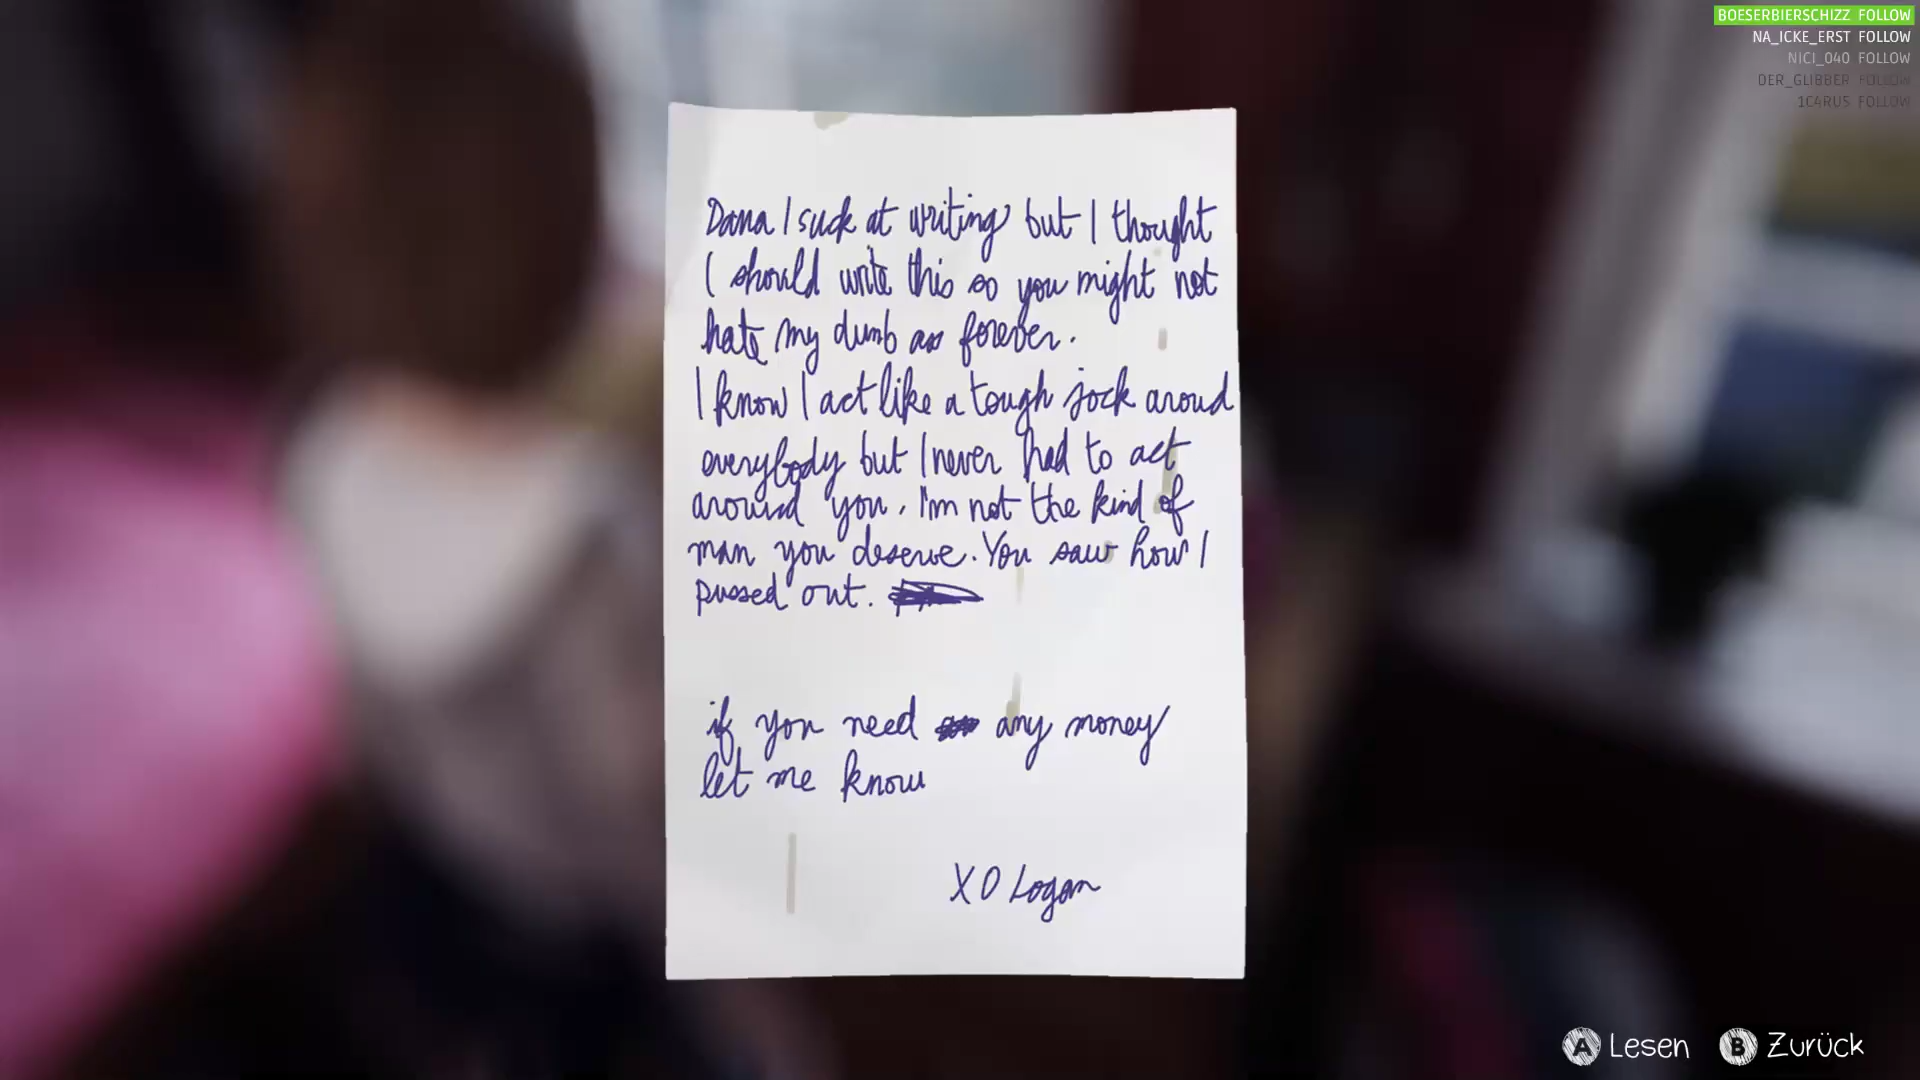 BOESERBIERSCHIZZ FOLLOW
NA_ICKE_ERST FOLLOW
NICI_040 FOLLOW
DER_GLIBBER FOLLOW
1C4RUS FOLLOW
Dana I suck at writing but I thought
I should write this so you might not
hate my dumb ass forever.
I know I act like a tough jock aroud
everybody but I never had to act
around you. I'm not the kind of
man you deserve. You saw how I
pussed out.
if you need any money
let me know
XO Logan
A Lesen B Zurück